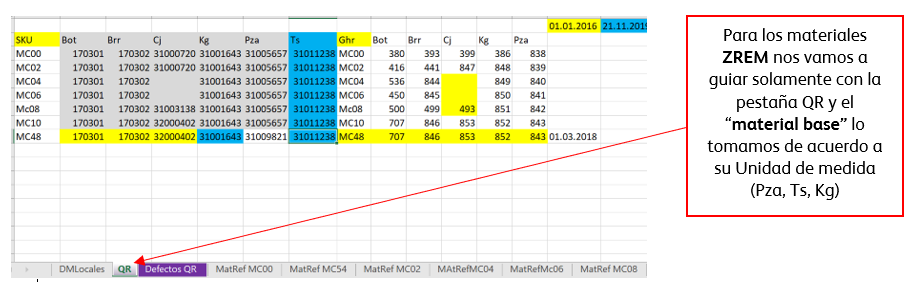 01.01.2016 21.11.2019
SKU Bot Brr Cj Kg Pza Ts Ghr Bot Brr Cj Kg Pza
MC00 170301 170302 31000720 31001643 31005657 31011238 MC00 380 393 399 386 838
MC02 170301 170302 31000720 31001643 31005657 31011238 MC02 416 441 847 848 839
MC04 170301 170302 31001643 31005657 31011238 MC04 536 844 849 840
MC06 170301 170302 31001643 31005657 31011238 MC06 450 845 850 841
Mc08 170301 170302 31003138 31001643 31005657 31011238 Mc08 500 499 493 851 842
MC10 170301 170302 32000402 31001643 31005657 31011238 MC10 707 846 853 852 843
MC48 170301 170302 32000402 31001643 31009821 31011238 MC48 707 846 853 852 843 01.03.2018
DMLocales QR Defectos QR MatRef MC00 MatRef MC54 MatRef MC02 MAtRefMC04 MatRefMc06 MatRef MC08
Para los materiales
ZREM nos vamos a
guiar solamente con la
pestaña QR y el
“material base” lo
tomamos de acuerdo a
su Unidad de medida
(Pza, Ts, Kg)